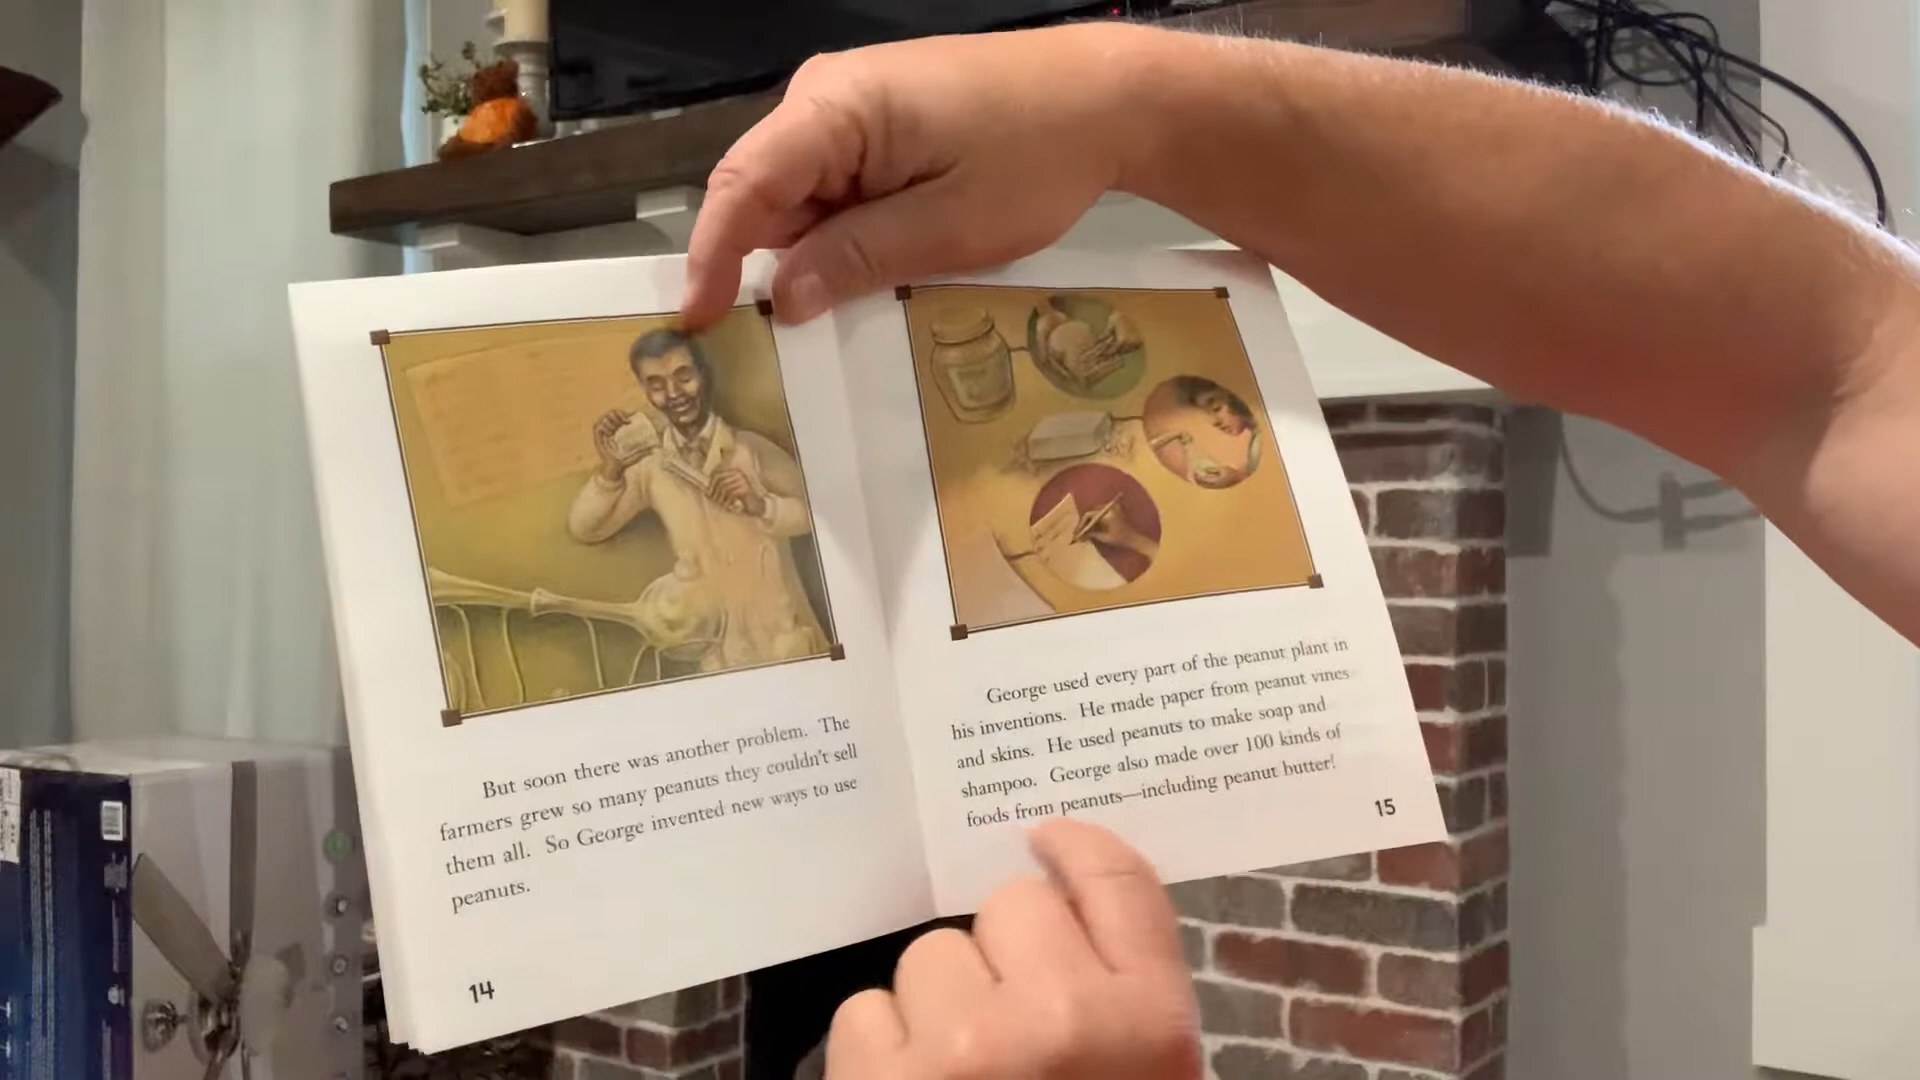 But soon there was another problem. The
farmers grew so many peanuts they couldn't sell
them all. So George invented new ways to use
peanuts.
14
George used every part of the peanut plant in
his inventions. He made paper from peanut vines
and skins. He used peanuts to make soap and
shampoo. George also made over 100 kinds of
foods from peanuts—including peanut butter!
15